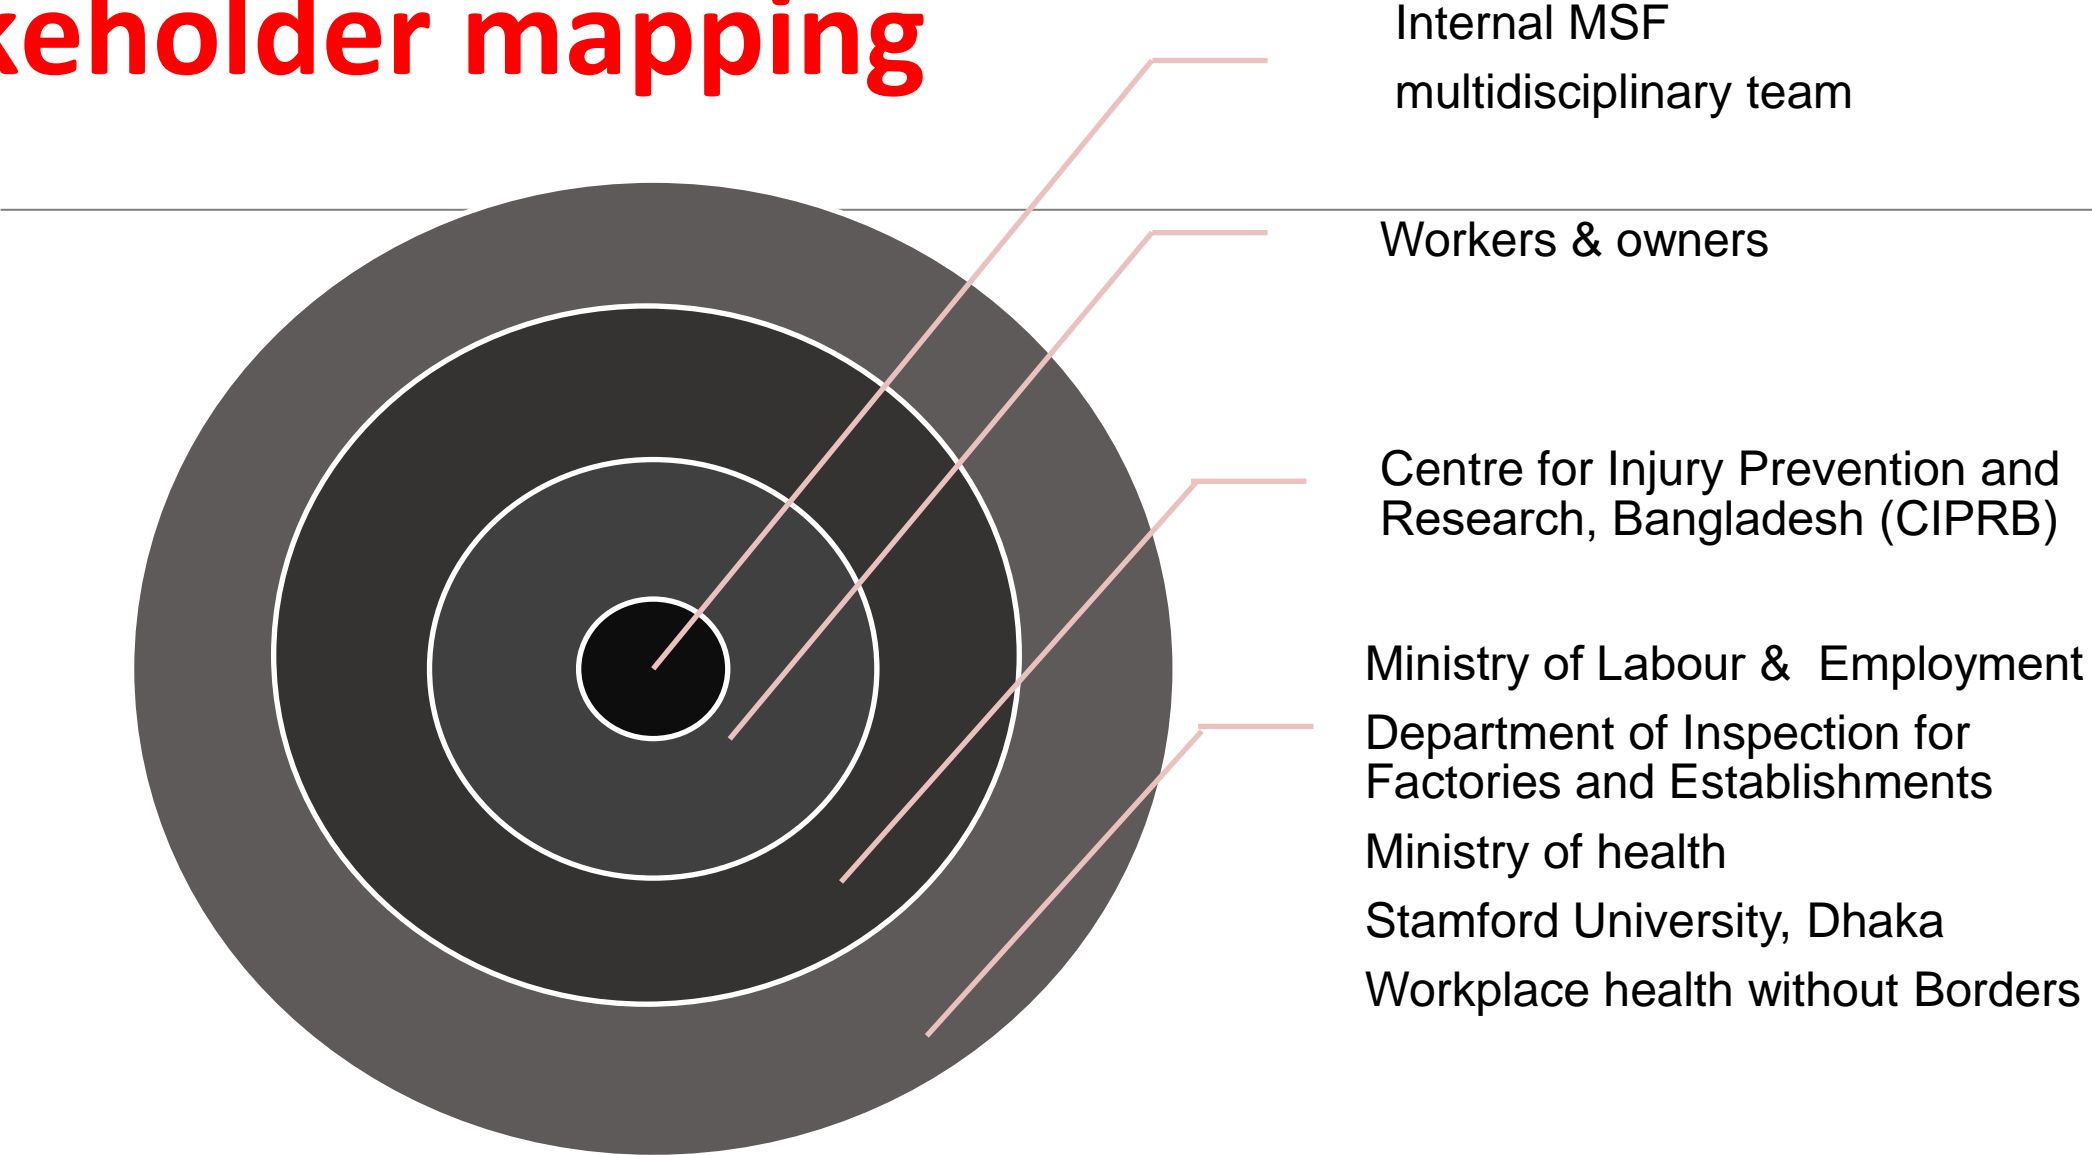 keholder mapping
Internal MSF
multidisciplinary team
Workers & owners
Centre for Injury Prevention and
Research, Bangladesh (CIPRB)
Ministry of Labour &  Employment
Department of Inspection for
Factories and Establishments
Ministry of health
Stamford University, Dhaka
Workplace health without Borders